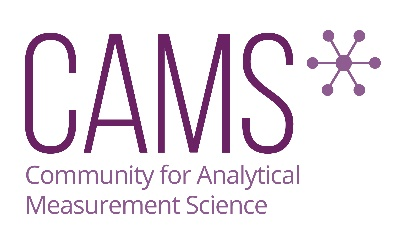 CAMS
Community for Analytical
Measurement Science